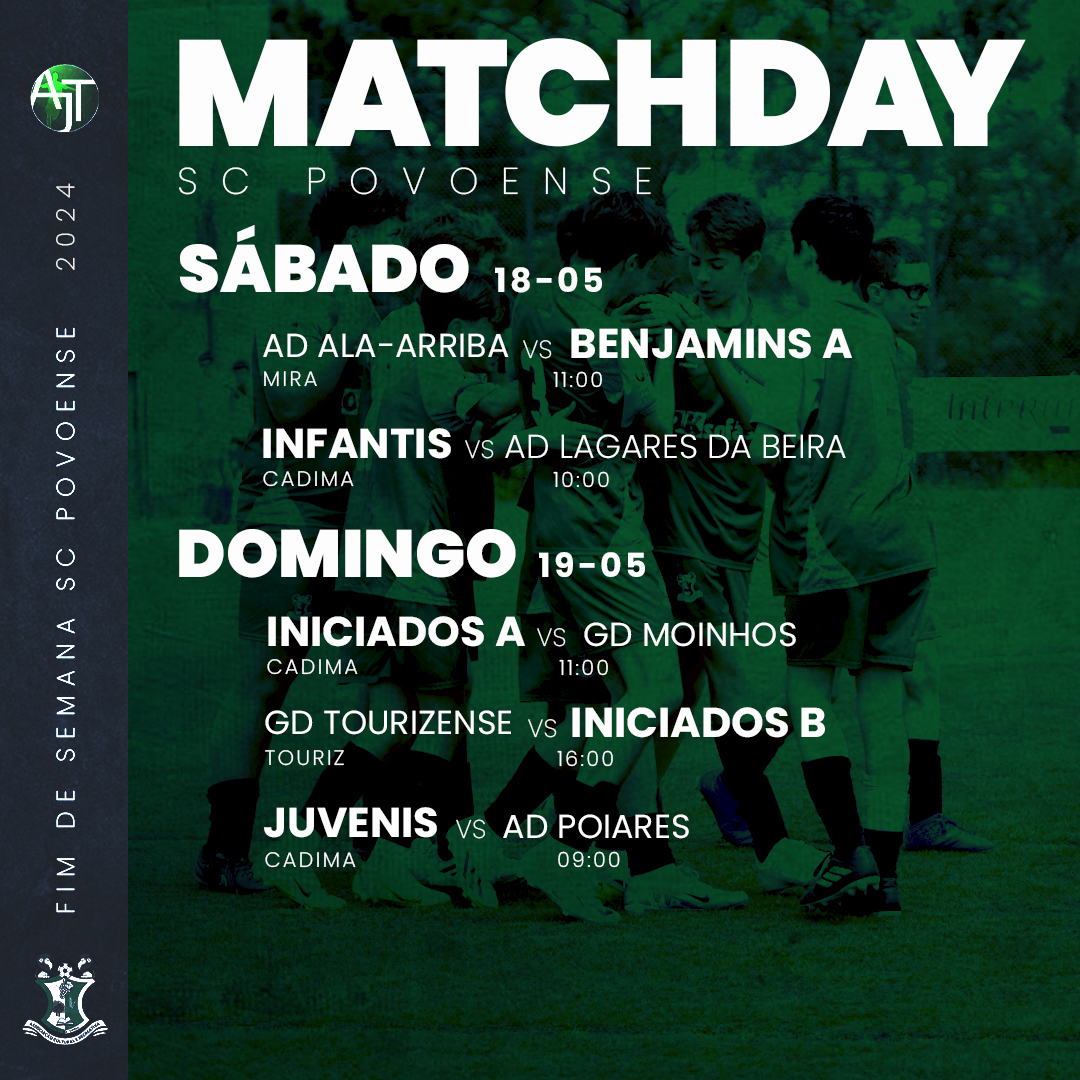 AJT
FIM DE SEMANA SC POVOENSE 2024
MATCHDAY
SC POVOENSE
SÁBADO 18-05
AD ALA-ARRIBA VS BENJAMINS A
MIRA 11:00
INFANTIS VS AD LAGARES DA BEIRA
CADIMA 10:00
DOMINGO 19-05
INICIADOS A VS GD MOINHOS
CADIMA 11:00
GD TOURIZENSE VS INICIADOS B
TOURIZ 16:00
JUVENIS VS AD POIARES
CADIMA 09:00